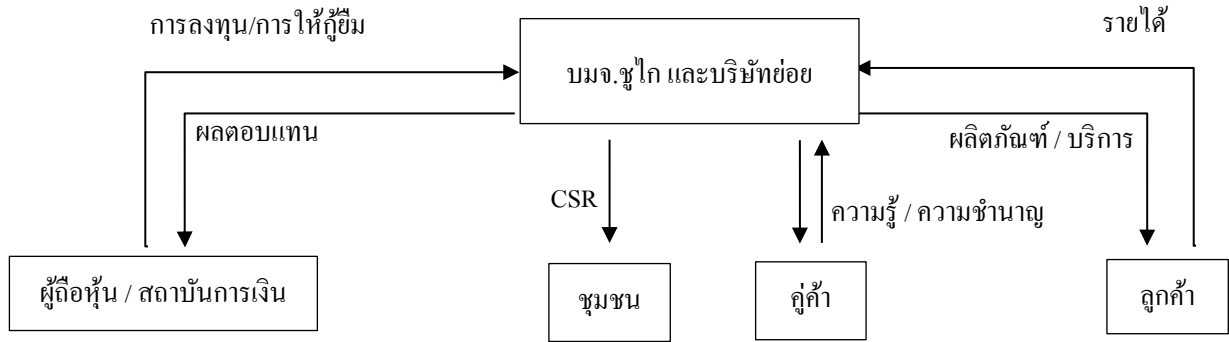 การลงทุน/การให้กู้ยืม
รายได้
บมจ.ชูไก และบริษัทย่อย
ผลตอบแทน
ผลิตภัณฑ์ / บริการ
CSR
ความรู้ / ความชำนาญ
ผู้ถือหุ้น / สถาบันการเงิน
ชุมชน
คู่ค้า
ลูกค้า